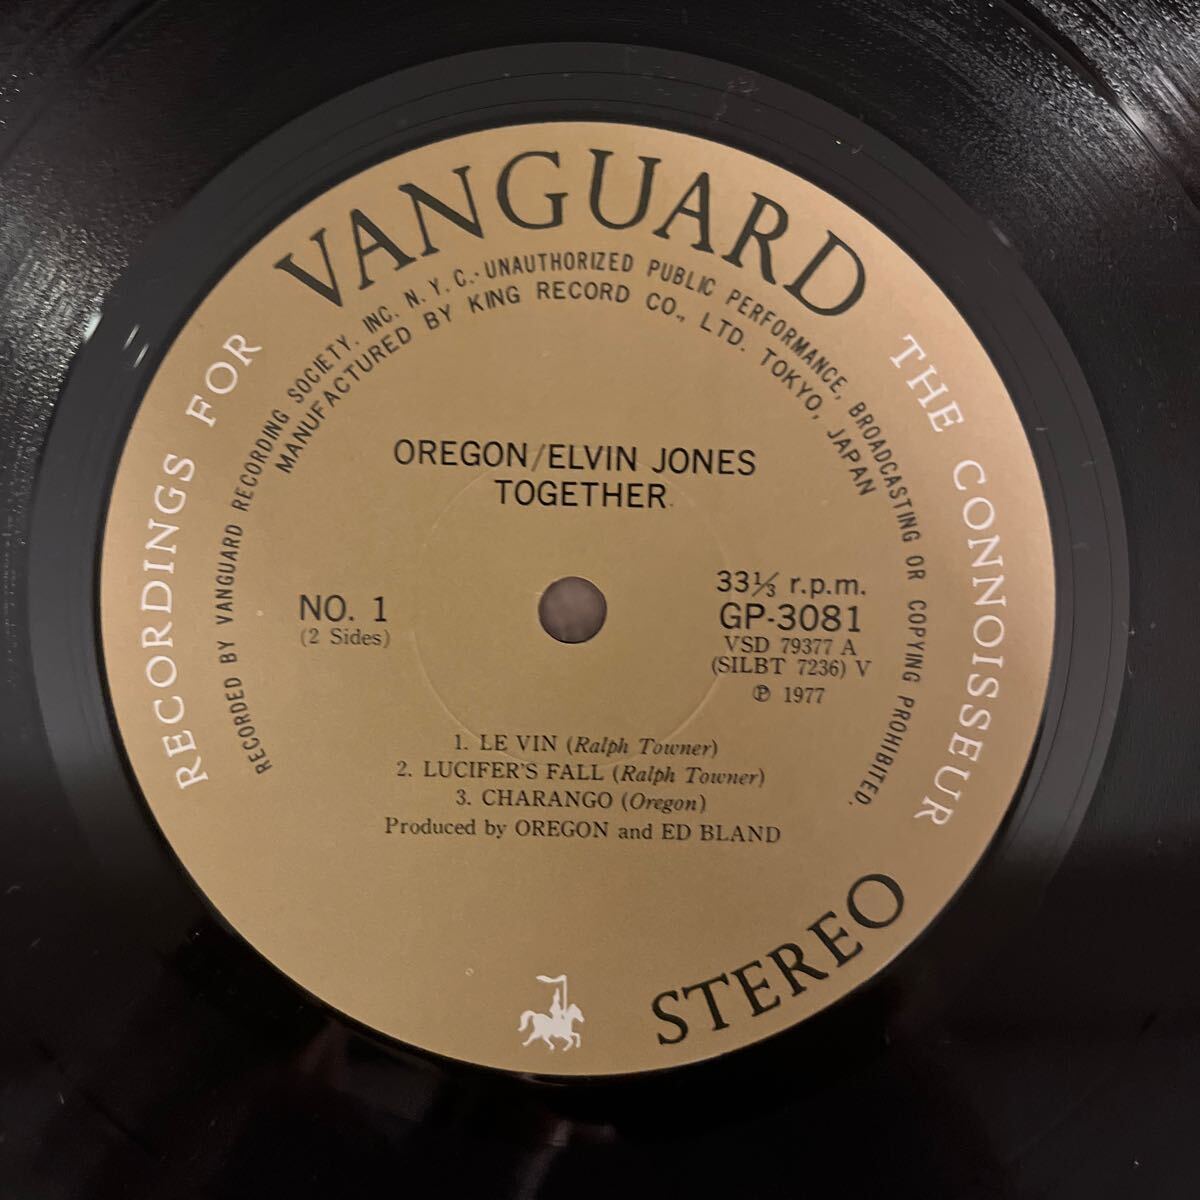 VANGUARD
RECORDINGS FOR THE CONNOISSEUR
RECORDED BY VANGUARD RECORDING SOCIETY, INC. N.Y.C.· UNAUTHORIZED PUBLIC PERFORMANCE, BROADCASTING OR COPYING PROHIBITED.
MANUFACTURED BY KING RECORD CO., LTD. TOKYO, JAPAN
OREGON/ELVIN JONES
TOGETHER
NO. 1
(2 Sides)
33⅓ r.p.m.
GP-3081
VSD 79377 A
(SILBT 7236) V
℗ 1977
1. LE VIN (Ralph Towner)
2. LUCIFER'S FALL (Ralph Towner)
3. CHARANGO (Oregon)
Produced by OREGON and ED BLAND
STEREO